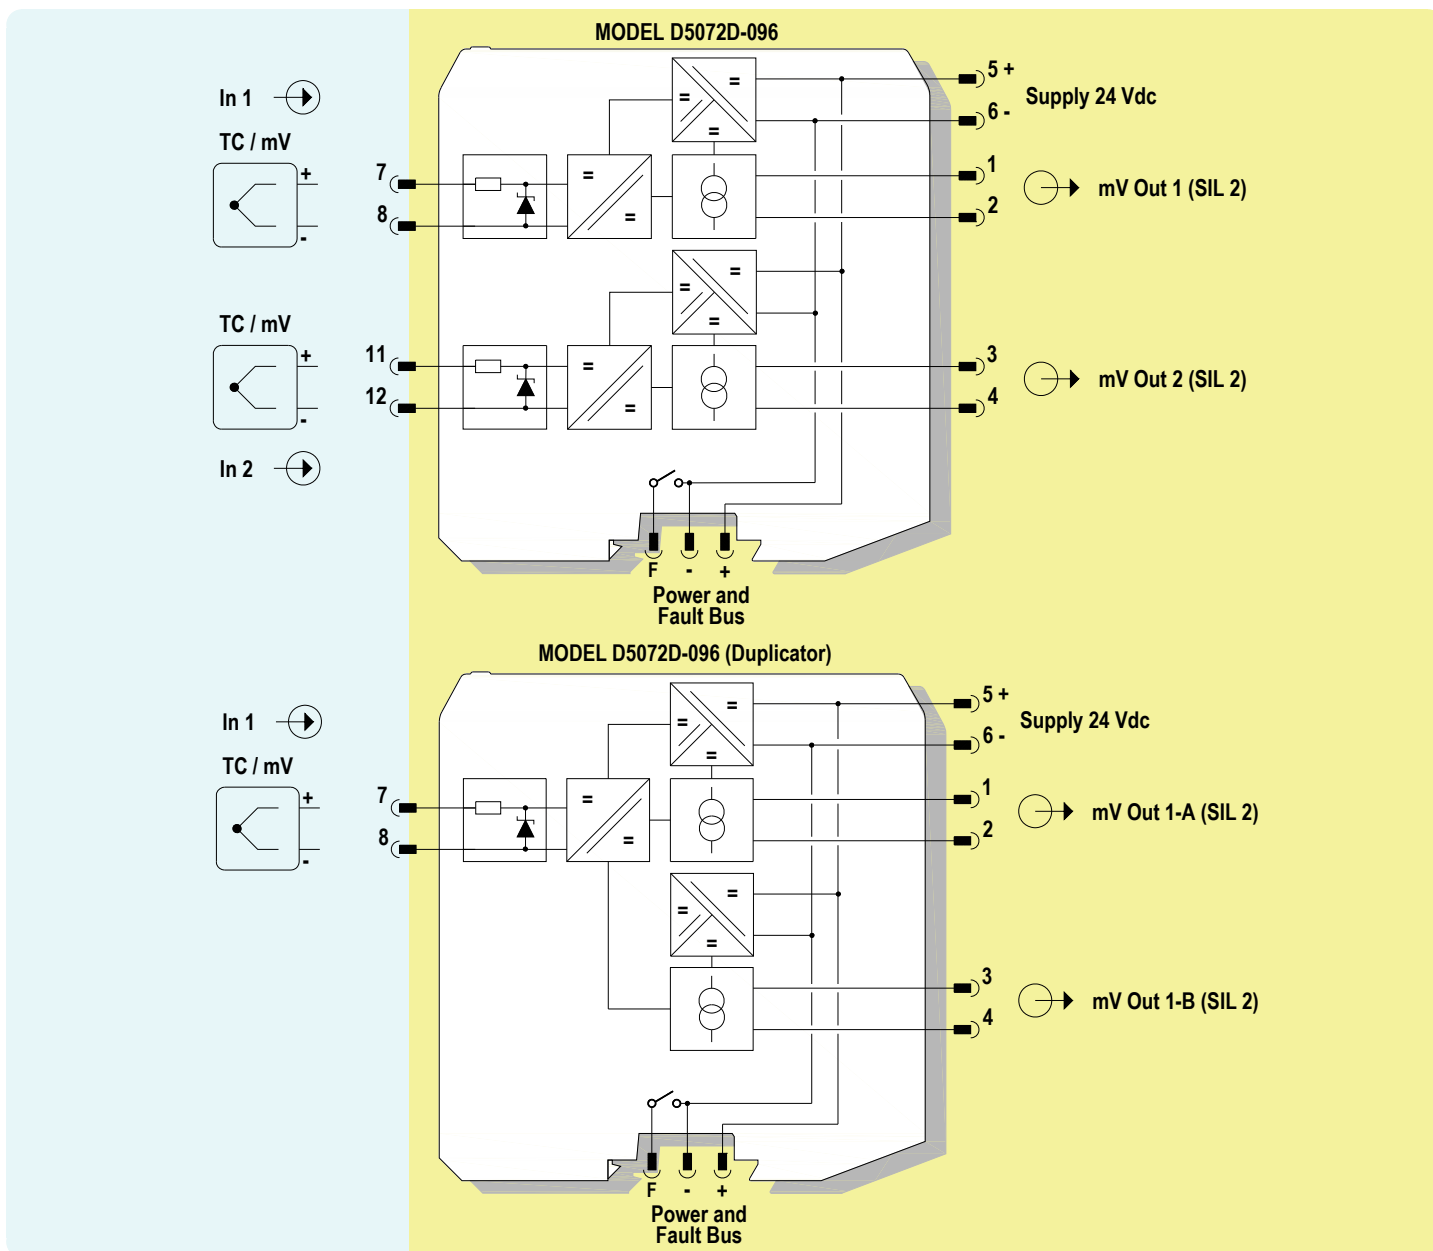 MODEL D5072D-096
In 1
TC / mV
+
-
7
8
5 +
6 -
Supply 24 Vdc
1
2
mV Out 1 (SIL 2)
=
=
=
=
=
TC / mV
+
-
In 2
11
12
=
=
=
=
=
3
4
mV Out 2 (SIL 2)
F - +
Power and
Fault Bus
MODEL D5072D-096 (Duplicator)
In 1
TC / mV
+
-
7
8
5 +
6 -
Supply 24 Vdc
=
=
=
=
=
1
2
mV Out 1-A (SIL 2)
=
=
=
3
4
mV Out 1-B (SIL 2)
F - +
Power and
Fault Bus